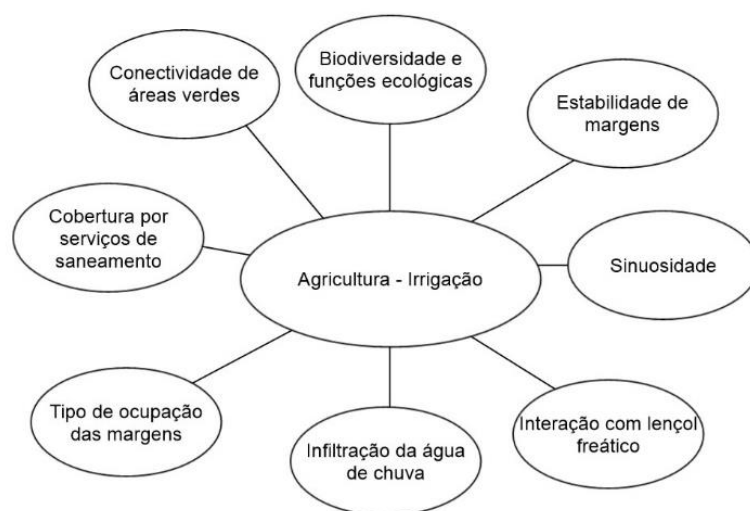 Biodiversidade e
funções ecológicas
Conectividade de
áreas verdes
Estabilidade de
margens
Cobertura por
serviços de
saneamento
Agricultura - Irrigação
Sinuosidade
Tipo de ocupação
das margens
Infiltração da água
de chuva
Interação com lençol
freático